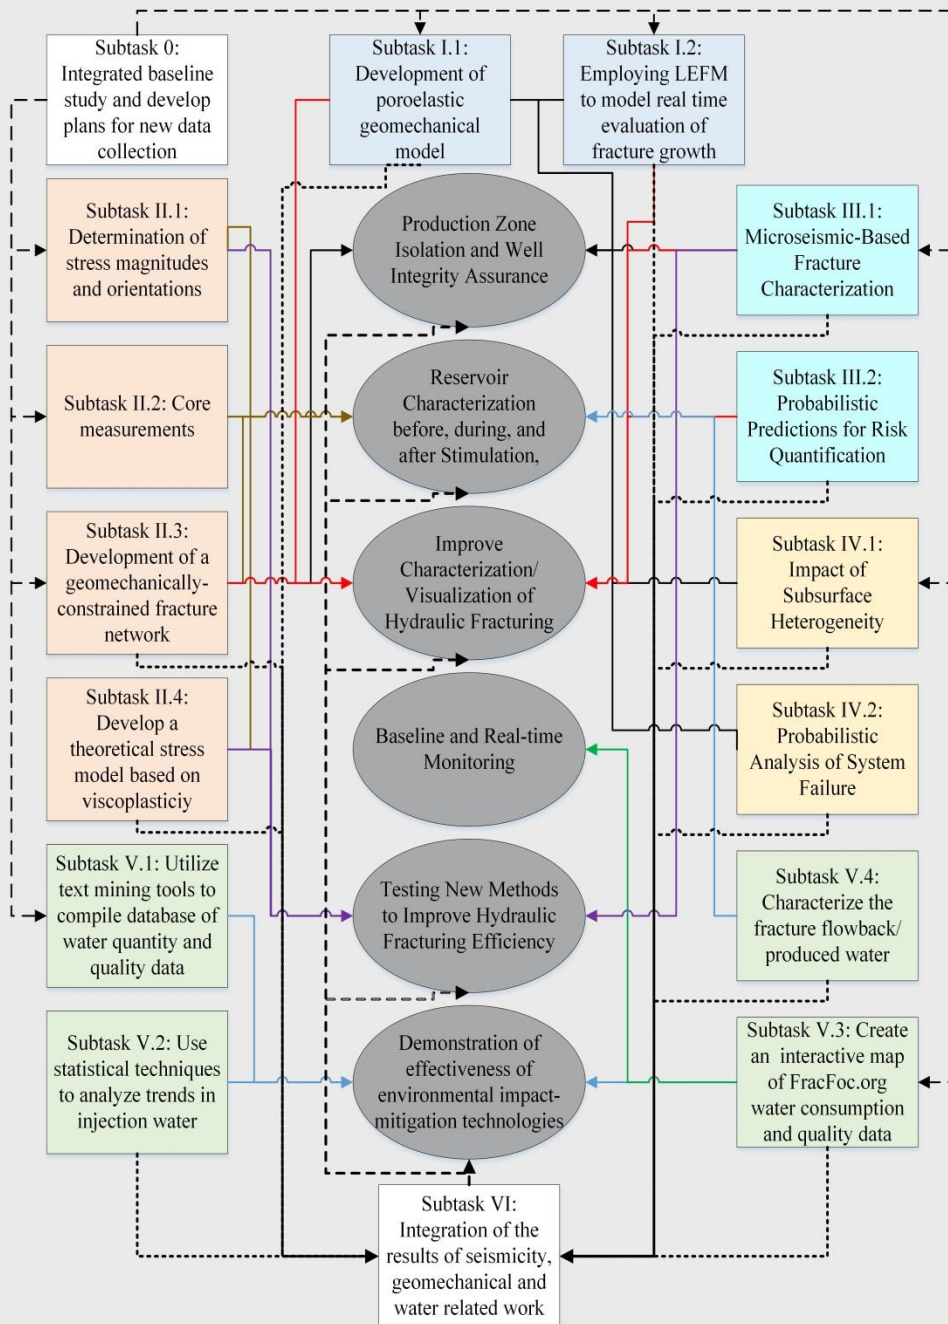 Subtask 0:
Integrated baseline
study and develop
plans for new data
collection
Subtask I.1:
Development of
poroelastic
geomechanical
model
Subtask I.2:
Employing LEFM
to model real time
evaluation of
fracture growth
Subtask II.1:
Determination of
stress magnitudes
and orientations
Production Zone
Isolation and Well
Integrity Assurance
Subtask III.1:
Microseismic-Based
Fracture
Characterization
Subtask II.2: Core
measurements
Reservoir
Characterization
before, during, and
after Stimulation,
Subtask III.2:
Probabilistic
Predictions for Risk
Quantification
Subtask II.3:
Development of a
geomechanically-
constrained fracture
network
Improve
Characterization/
Visualization of
Hydraulic Fracturing
Subtask IV.1:
Impact of
Subsurface
Heterogeneity
Subtask II.4:
Develop a
theoretical stress
model based on
viscoplasticiy
Baseline and Real-time
Monitoring
Subtask IV.2:
Probabilistic
Analysis of System
Failure
Subtask V.1: Utilize
text mining tools to
compile database of
water quantity and
quality data
Testing New Methods
to Improve Hydraulic
Fracturing Efficiency
Subtask V.4:
Characterize the
fracture flowback/
produced water
Subtask V.2: Use
statistical techniques
to analyze trends in
injection water
Demonstration of
effectiveness of
environmental impact-
mitigation technologies
Subtask V.3: Create
an interactive map
of FracFoc.org
water consumption
and quality data
Subtask VI:
Integration of the
results of seismicity,
geomechanical and
water related work